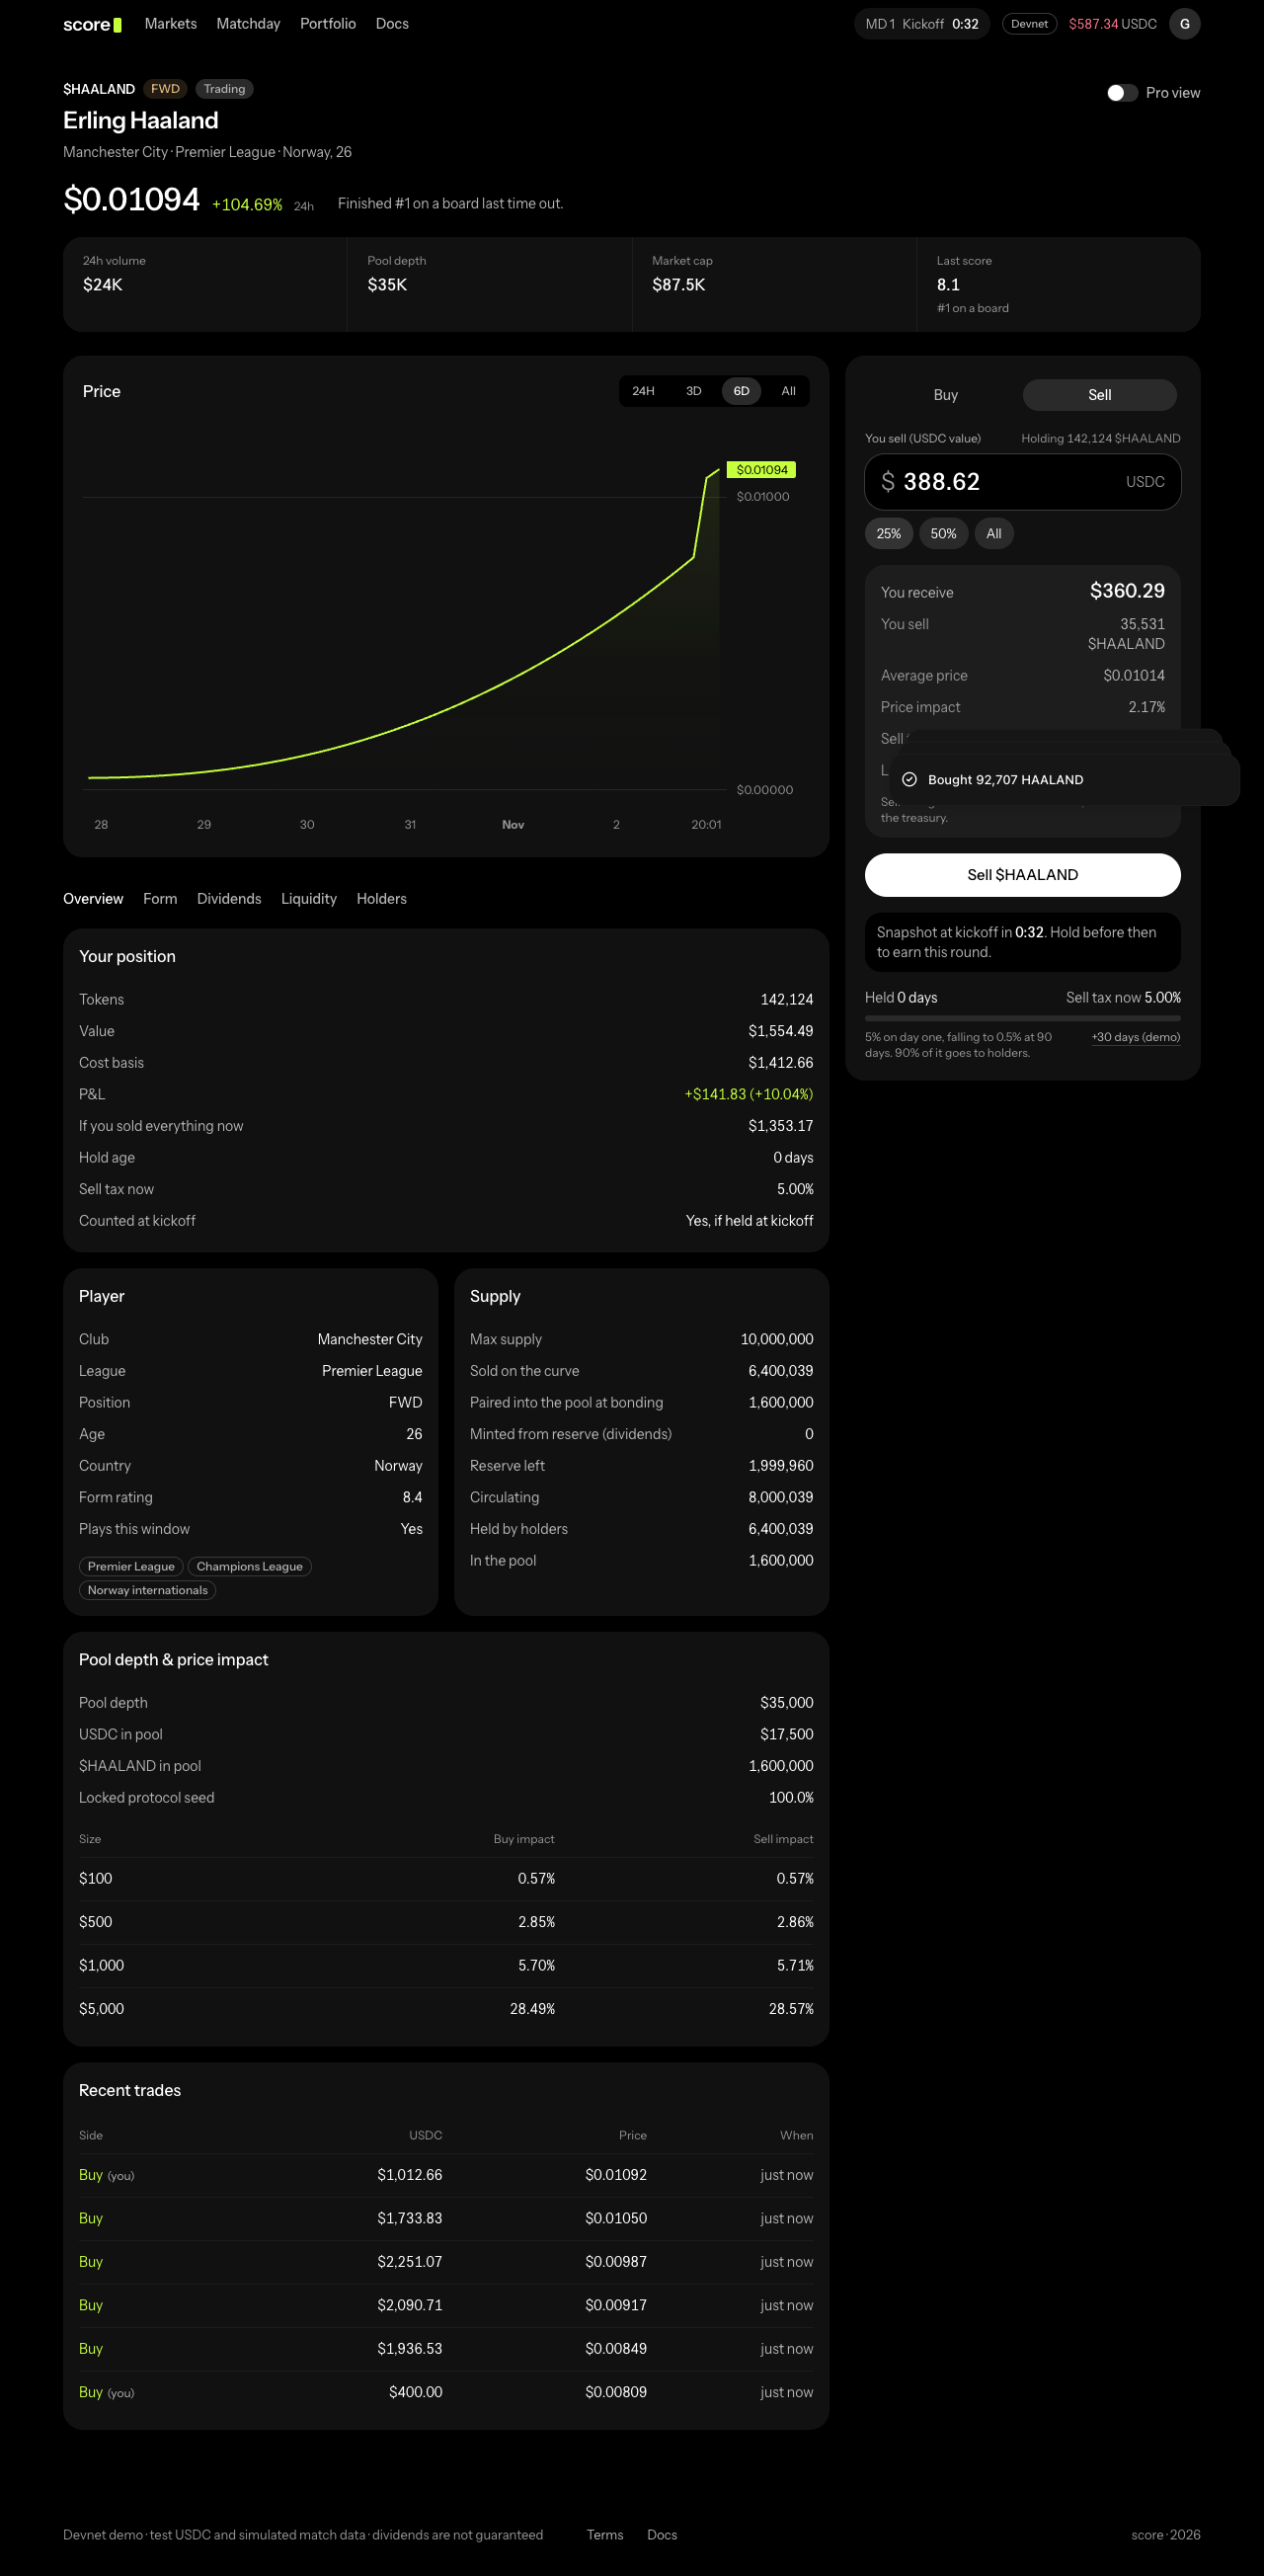 score
Markets Matchday Portfolio Docs
MD 1 Kickoff 0:32
Devnet
$587.34 USDC
G
$HAALAND FWD Trading
Pro view
Erling Haaland
Manchester City · Premier League · Norway, 26
$0.01094 +104.69% 24h Finished #1 on a board last time out.
24h volume
$24K
Pool depth
$35K
Market cap
$87.5K
Last score
8.1
#1 on a board
Price
24H 3D 6D All
$0.01094
$0.01000
$0.00000
28 29 30 31 Nov 2 20:01
Buy Sell
You sell (USDC value) Holding 142,124 $HAALAND
$ 388.62 USDC
25% 50% All
You receive $360.29
You sell 35,531
$HAALAND
Average price $0.01014
Price impact 2.17%
Sell
Bought 92,707 HAALAND
the treasury.
Sell $HAALAND
Snapshot at kickoff in 0:32. Hold before then
to earn this round.
Held 0 days Sell tax now 5.00%
5% on day one, falling to 0.5% at 90
days. 90% of it goes to holders.
+30 days (demo)
Overview Form Dividends Liquidity Holders
Your position
Tokens 142,124
Value $1,554.49
Cost basis $1,412.66
P&L +$141.83 (+10.04%)
If you sold everything now $1,353.17
Hold age 0 days
Sell tax now 5.00%
Counted at kickoff Yes, if held at kickoff
Player
Club Manchester City
League Premier League
Position FWD
Age 26
Country Norway
Form rating 8.4
Plays this window Yes
Premier League Champions League
Norway internationals
Supply
Max supply 10,000,000
Sold on the curve 6,400,039
Paired into the pool at bonding 1,600,000
Minted from reserve (dividends) 0
Reserve left 1,999,960
Circulating 8,000,039
Held by holders 6,400,039
In the pool 1,600,000
Pool depth & price impact
Pool depth $35,000
USDC in pool $17,500
$HAALAND in pool 1,600,000
Locked protocol seed 100.0%
Size Buy impact Sell impact
$100 0.57% 0.57%
$500 2.85% 2.86%
$1,000 5.70% 5.71%
$5,000 28.49% 28.57%
Recent trades
Side USDC Price When
Buy (you) $1,012.66 $0.01092 just now
Buy $1,733.83 $0.01050 just now
Buy $2,251.07 $0.00987 just now
Buy $2,090.71 $0.00917 just now
Buy $1,936.53 $0.00849 just now
Buy (you) $400.00 $0.00809 just now
Devnet demo · test USDC and simulated match data · dividends are not guaranteed Terms Docs score · 2026